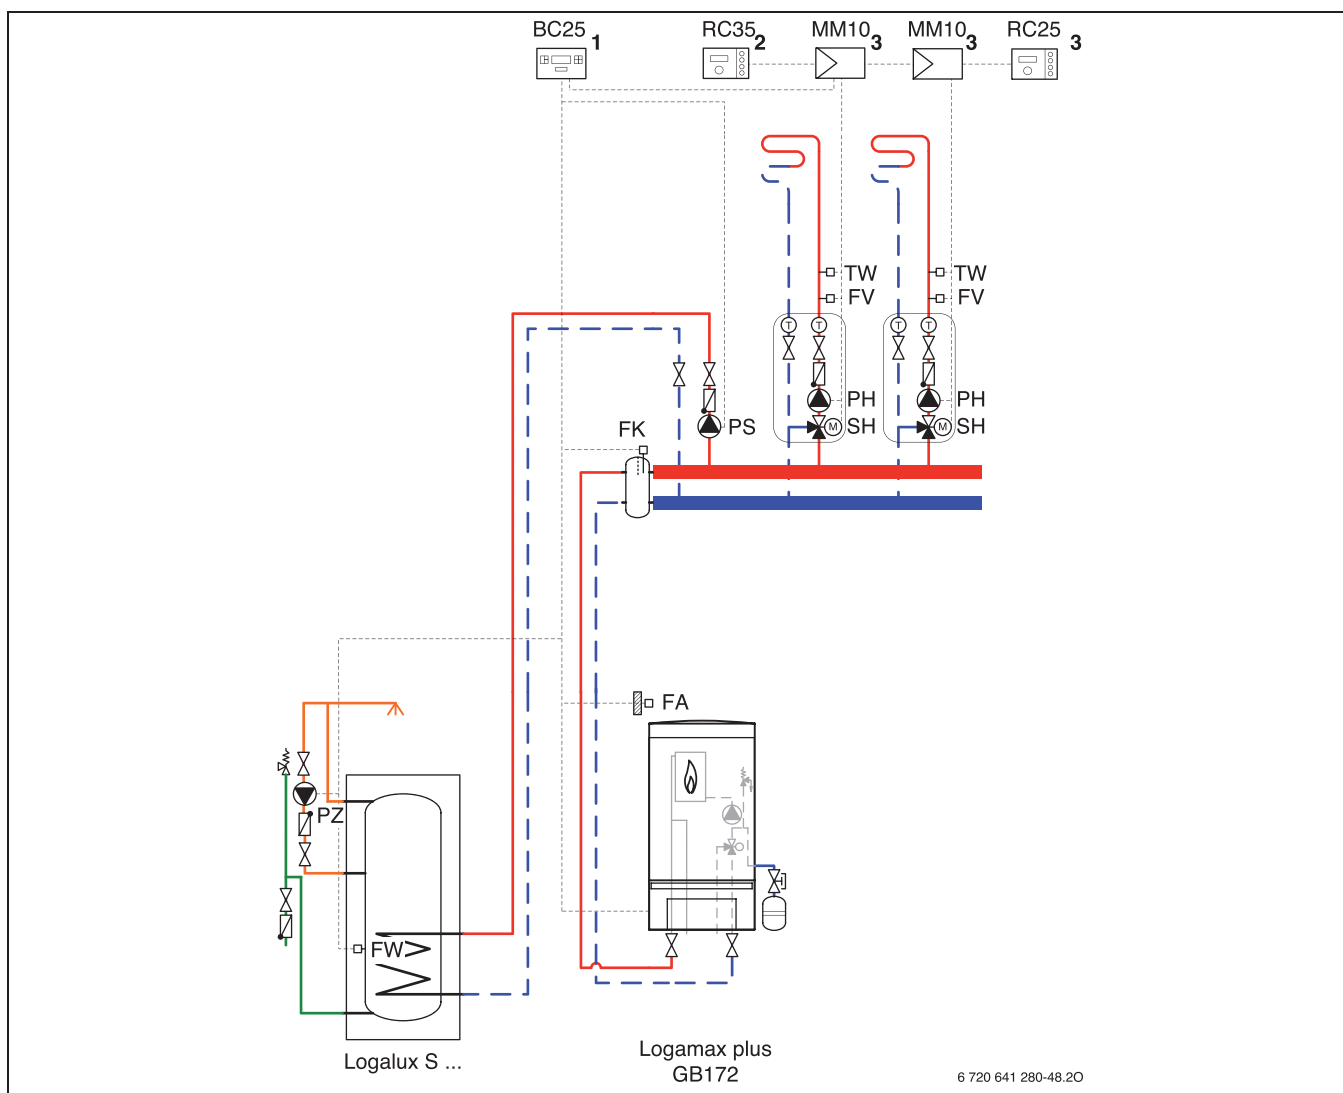 BC25 1
RC35 2
MM10 3
MM10 3
RC25 3
TW
TW
FV
FV
T
T
T
T
PH
PH
FK
PS
M
SH
M
SH
FA
PZ
FW
Logalux S ...
Logamax plus
GB172
6 720 641 280-48.2O